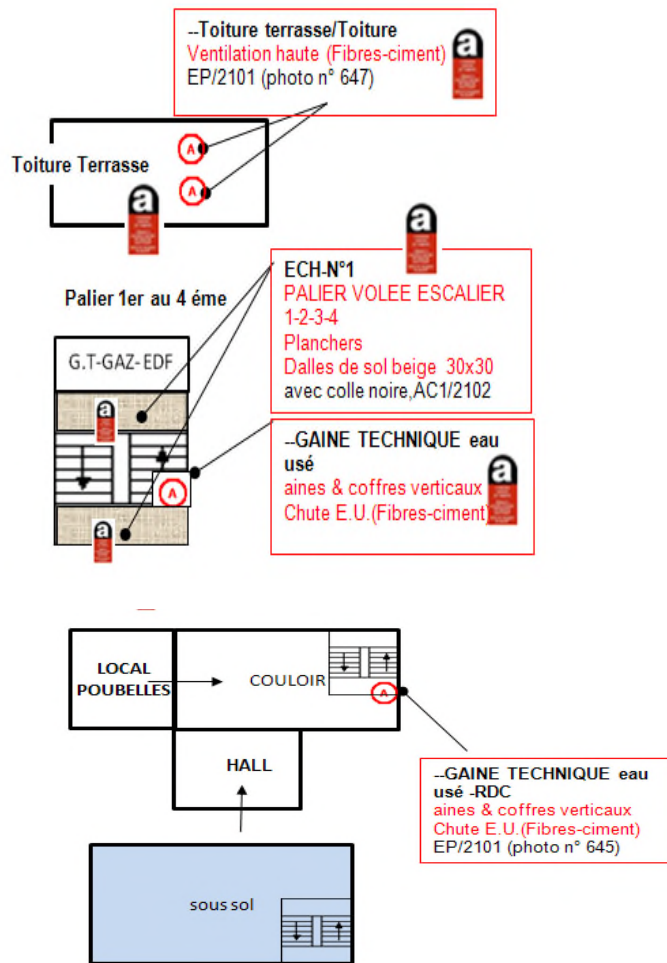 --Toiture terrasse/Toiture
Ventilation haute (Fibres-ciment)
EP/2101 (photo n° 647)
a
A
Toiture Terrasse
A
a
a
ECH-N°1
PALIER VOLEE ESCALIER
1-2-3-4
Planchers
Dalles de sol beige 30x30
avec colle noire,AC1/2102
Palier 1er au 4 éme
G.T-GAZ- EDF
a
A
a
--GAINE TECHNIQUE eau
usé
aines & coffres verticaux
Chute E.U.(Fibres-ciment)
a
LOCAL
POUBELLES
COULOIR
A
HALL
--GAINE TECHNIQUE eau
usé -RDC
aines & coffres verticaux
Chute E.U.(Fibres-ciment)
EP/2101 (photo n° 645)
sous sol